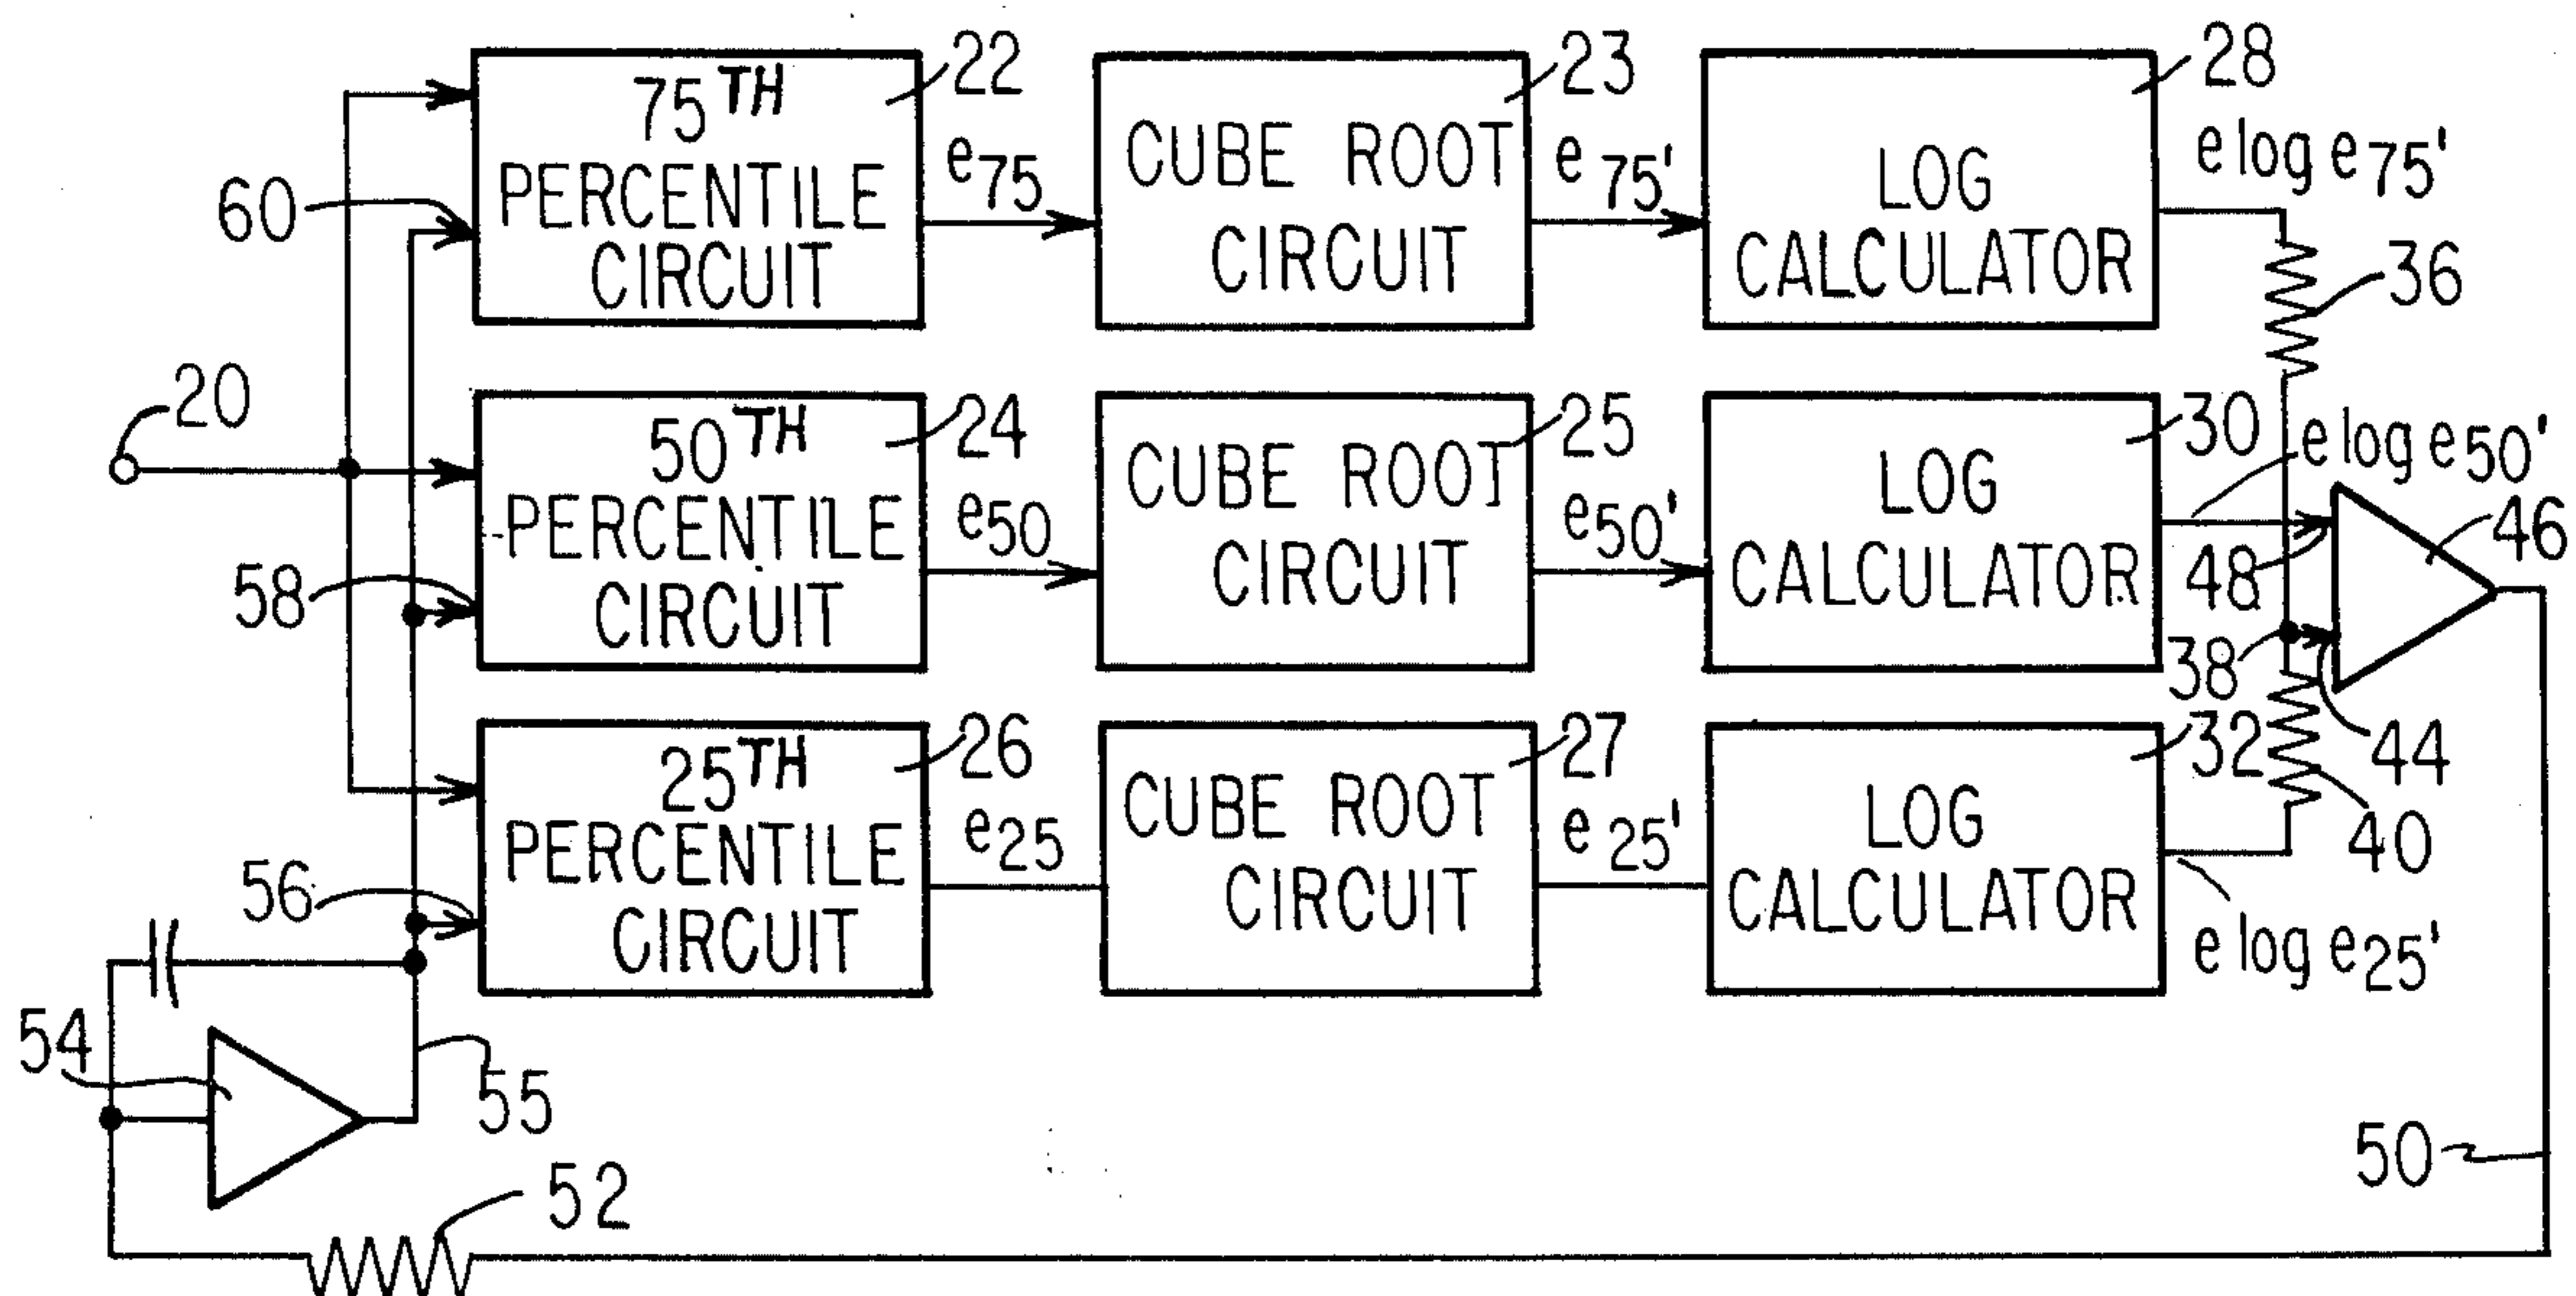 75TH
PERCENTILE
CIRCUIT
22
e75
CUBE ROOT
CIRCUIT
23
e75'
LOG
CALCULATOR
28
e log e75'
36
60
20
50TH
PERCENTILE
CIRCUIT
24
e50
CUBE ROOT
CIRCUIT
25
e50'
LOG
CALCULATOR
30
e log e50'
46
48
58
38
44
25TH
PERCENTILE
CIRCUIT
26
e25
CUBE ROOT
CIRCUIT
27
e25'
LOG
CALCULATOR
32
40
e log e25'
56
54
55
52
50